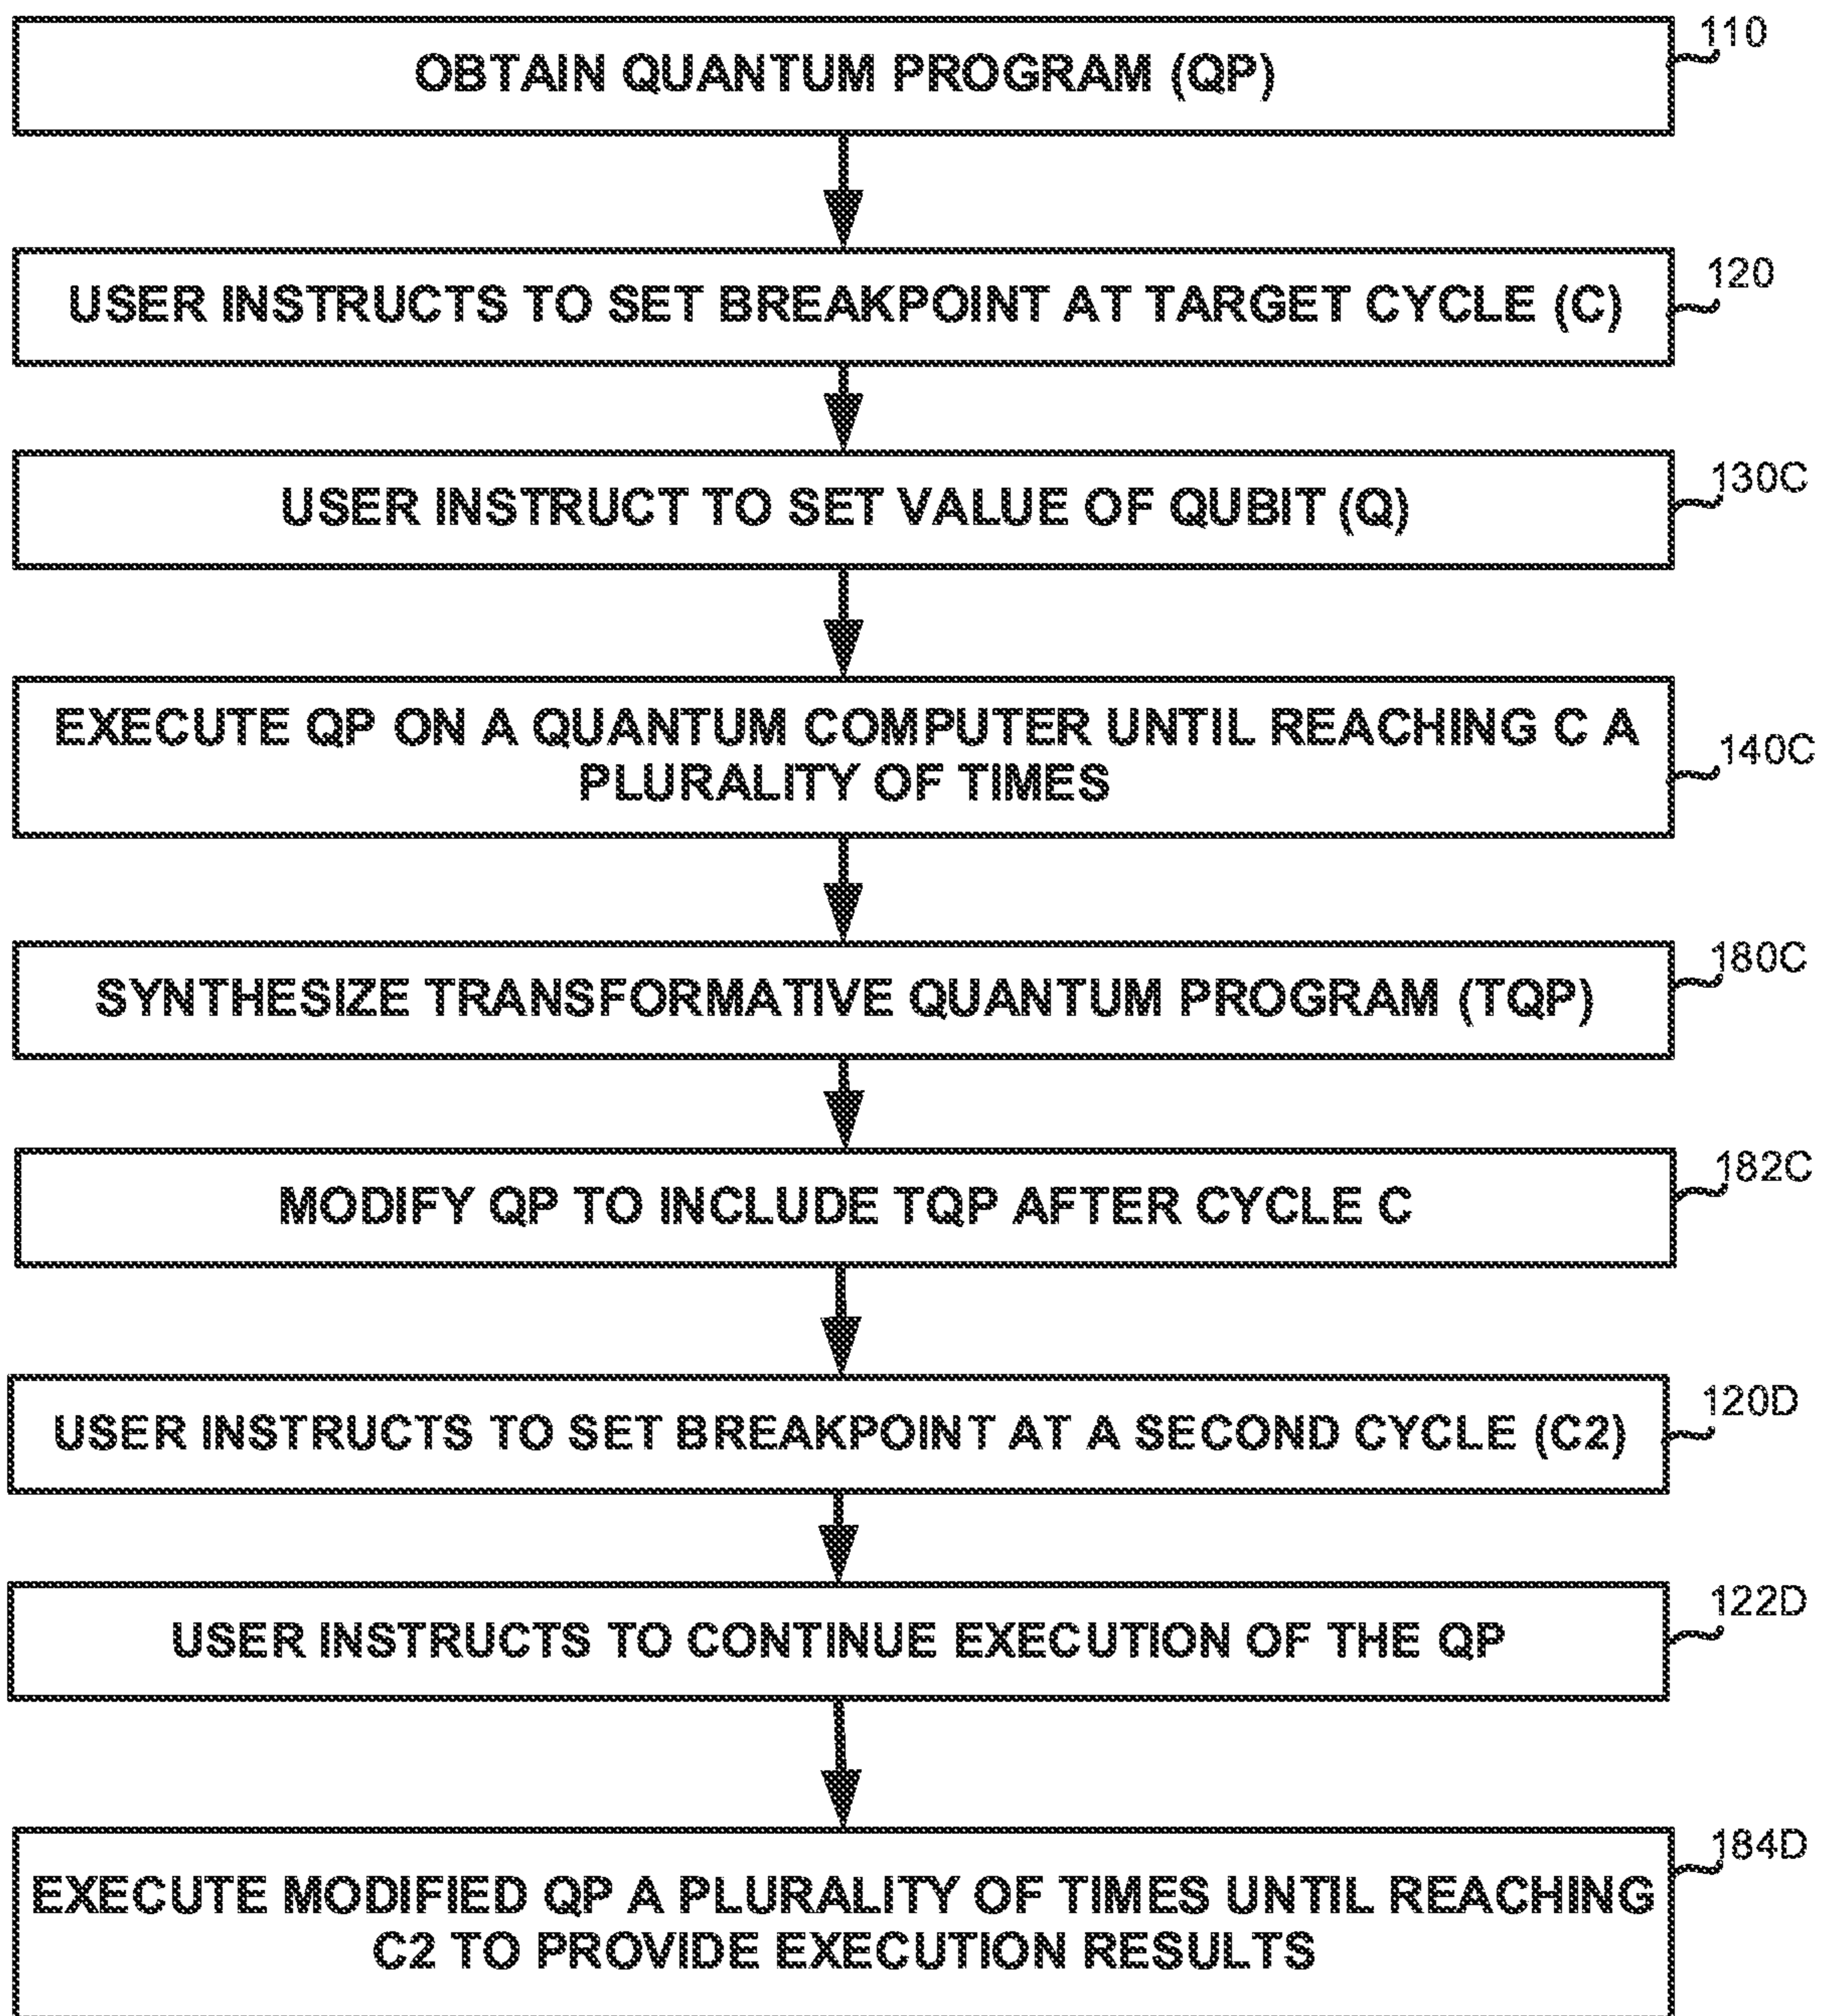 OBTAIN QUANTUM PROGRAM (QP)
110
USER INSTRUCTS TO SET BREAKPOINT AT TARGET CYCLE (C)
120
USER INSTRUCT TO SET VALUE OF QUBIT (Q)
130C
EXECUTE QP ON A QUANTUM COMPUTER UNTIL REACHING C A
PLURALITY OF TIMES
140C
SYNTHESIZE TRANSFORMATIVE QUANTUM PROGRAM (TQP)
180C
MODIFY QP TO INCLUDE TQP AFTER CYCLE C
182C
USER INSTRUCTS TO SET BREAKPOINT AT A SECOND CYCLE (C2)
120D
USER INSTRUCTS TO CONTINUE EXECUTION OF THE QP
122D
EXECUTE MODIFIED QP A PLURALITY OF TIMES UNTIL REACHING
C2 TO PROVIDE EXECUTION RESULTS
184D